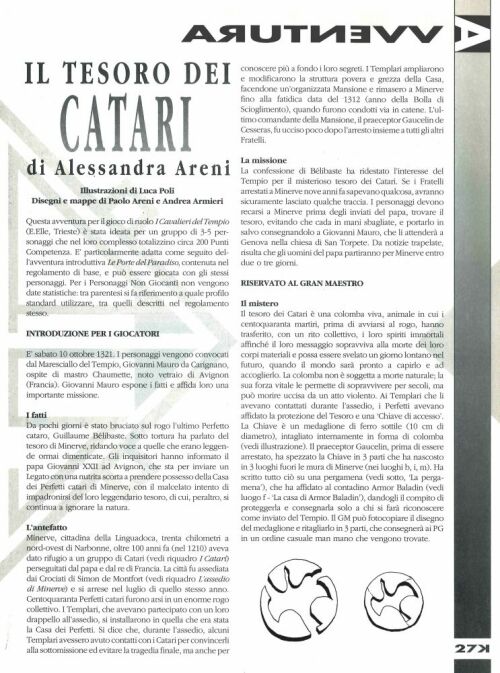 AVVENTURA
A
IL TESORO DEI
CATARI
di Alessandra Areni
Illustrazioni di Luca Poli
Disegni e mappe di Paolo Areni e Andrea Armieri
Questa avventura per il gioco di ruolo I Cavalieri del Tempio
(E.Elle, Trieste) è stata ideata per un gruppo di 3-5 per-
sonaggi che nel loro complesso totalizzino circa 200 Punti
Competenza. E' particolarmente adatta come seguito del-
l'avventura introduttiva Le Porte del Paradiso, contenuta nel
regolamento di base, e può essere giocata con gli stessi
personaggi. Per i Personaggi Non Giocanti non vengono
date statistiche: tra parentesi si fa riferimento a quale profilo
standard utilizzare, tra quelli descritti nel regolamento
stesso.
INTRODUZIONE PER I GIOCATORI
E' sabato 10 ottobre 1321. I personaggi vengono convocati
dal Maresciallo del Tempio, Giovanni Mauro da Carignano,
ospite di mastro Chaumette, noto vetraio di Avignon
(Francia). Giovanni Mauro espone i fatti e affida loro una
importante missione.
I fatti
Da pochi giorni è stato bruciato sul rogo l'ultimo Perfetto
cataro, Guillaume Bélibaste. Sotto tortura ha parlato del
tesoro di Minerve, ridando voce a quelle che erano leggen-
de ormai dimenticate. Gli inquisitori hanno informato il
papa Giovanni XXII ad Avignon, che sta per inviare un
Legato con una nutrita scorta a prendere possesso della Casa
dei Perfetti catari di Minerve, con il malcelato intento di
impadronirsi del loro leggendario tesoro, di cui, peraltro, si
continua a ignorare la natura.
L'antefatto
Minerve, cittadina della Linguadoca, trenta chilometri a
nord-ovest di Narbonne, oltre 100 anni fa (nel 1210) aveva
dato rifugio a un gruppo di Catari (vedi riquadro I Catari)
perseguitati dal papa e dal re di Francia. La città fu assediata
dai Crociati di Simon de Montfort (vedi riquadro L'assedio
di Minerve) e si arrese nel luglio di quello stesso anno.
Centoquaranta Perfetti catari furono arsi in un enorme rogo
collettivo. I Templari, che avevano partecipato con un loro
drappello all'assedio, si installarono in quella che era stata
la Casa dei Perfetti. Si dice che, durante l'assedio, alcuni
Templari avessero avuto contatti con i Catari per convincerli
alla sottomissione ed evitare la tragedia finale, ma anche per
conoscere più a fondo i loro segreti. I Templari ampliarono
e modificarono la struttura povera e grezza della Casa,
facendone un'organizzata Mansione e rimasero a Minerve
fino alla fatidica data del 1312 (anno della Bolla di
Scioglimento), quando furono condotti via in catene. L'ul-
timo comandante della Mansione, il praeceptor Gaucelin de
Cesseras, fu ucciso poco dopo l'arresto insieme a tutti gli altri
Fratelli.
La missione
La confessione di Bélibaste ha ridestato l'interesse del
Tempio per il misterioso tesoro dei Catari. Se i Fratelli
arrestati a Minerve nove anni fa sapevano qualcosa, avranno
sicuramente lasciato qualche traccia. I personaggi devono
recarsi a Minerve prima degli inviati del papa, trovare il
tesoro, evitando che cada in mani sbagliate, e portarlo in
salvo consegnandolo a Giovanni Mauro, che li attenderà a
Genova nella chiesa di San Torpete. Da notizie trapelate,
risulta che gli uomini del papa partiranno per Minerve entro
due o tre giorni.
RISERVATO AL GRAN MAESTRO
Il mistero
Il tesoro dei Catari è una colomba viva, animale in cui i
centoquaranta martiri, prima di avviarsi al rogo, hanno
trasferito, con un rito collettivo, i loro spiriti immortali
affinché il loro messaggio sopravviva alla morte dei loro
corpi materiali e possa essere svelato un giorno lontano nel
futuro, quando il mondo sarà pronto a capirlo e ad
accoglierlo. La colomba non è soggetta a morte naturale; la
sua forza vitale le permette di sopravvivere per secoli, ma
può morire uccisa da un atto violento. Ai Templari che li
avevano contattati durante l'assedio, i Perfetti avevano
affidato la protezione del Tesoro e una 'Chiave di accesso'.
La Chiave è un medaglione di ferro sottile (10 cm di
diametro), intagliato internamente in forma di colomba
(vedi illustrazione). Il praeceptor Gaucelin, prima di essere
arrestato, ha spezzato la Chiave in 3 parti che ha nascosto
in 3 luoghi fuori le mura di Minerve (nei luoghi b, i, m). Ha
scritto tutto ciò su una pergamena (vedi sotto, 'La perga-
mena'), che ha affidato al contadino Armor Baladin (vedi
luogo f - 'La casa di Armor Baladin'), dandogli il compito di
proteggerla e consegnarla solo a chi si farà riconoscere
come inviato del Tempio. Il GM può fotocopiare il disegno
del medaglione e ritagliarlo in 3 parti, che consegnerà ai PG
in un ordine casuale man mano che vengono trovate.
27K